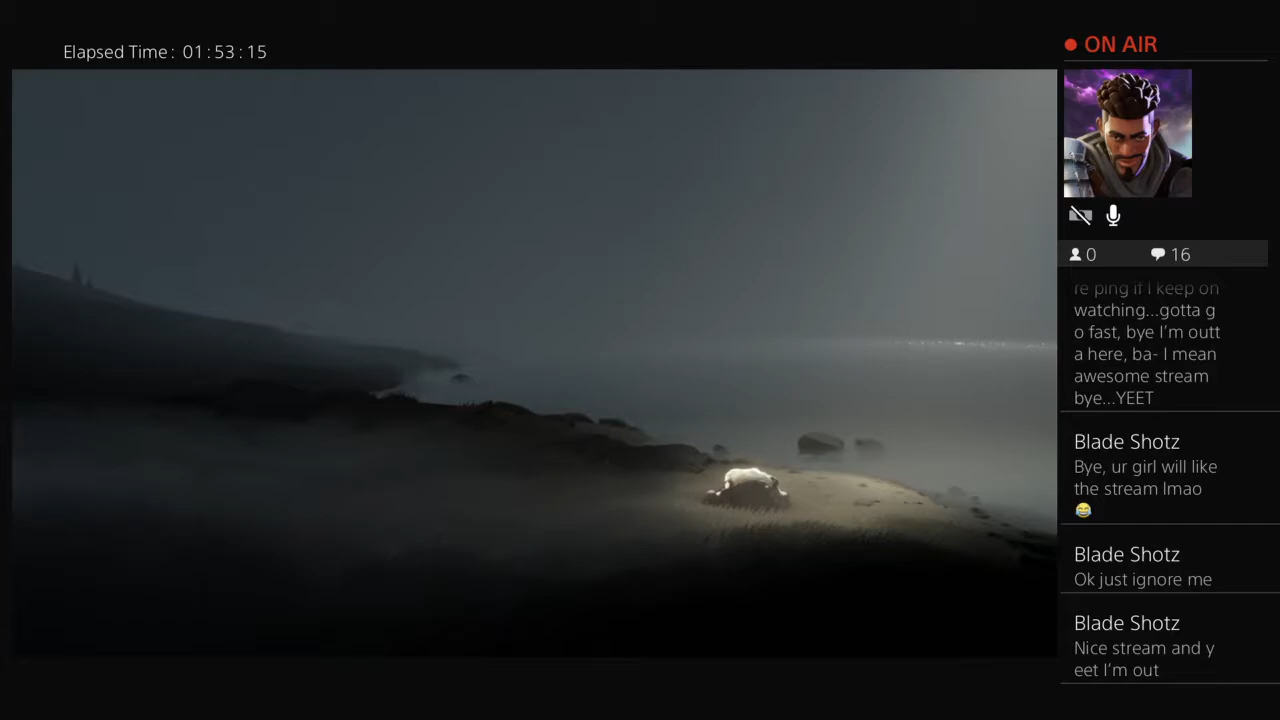 Elapsed Time: 01:53:15
ON AIR
0 16
re ping if I keep on
watching...gotta g
o fast, bye I'm outt
a here, ba- I mean
awesome stream
bye...YEET
Blade Shotz
Bye, ur girl will like
the stream lmao
😂
Blade Shotz
Ok just ignore me
Blade Shotz
Nice stream and y
eet I'm out